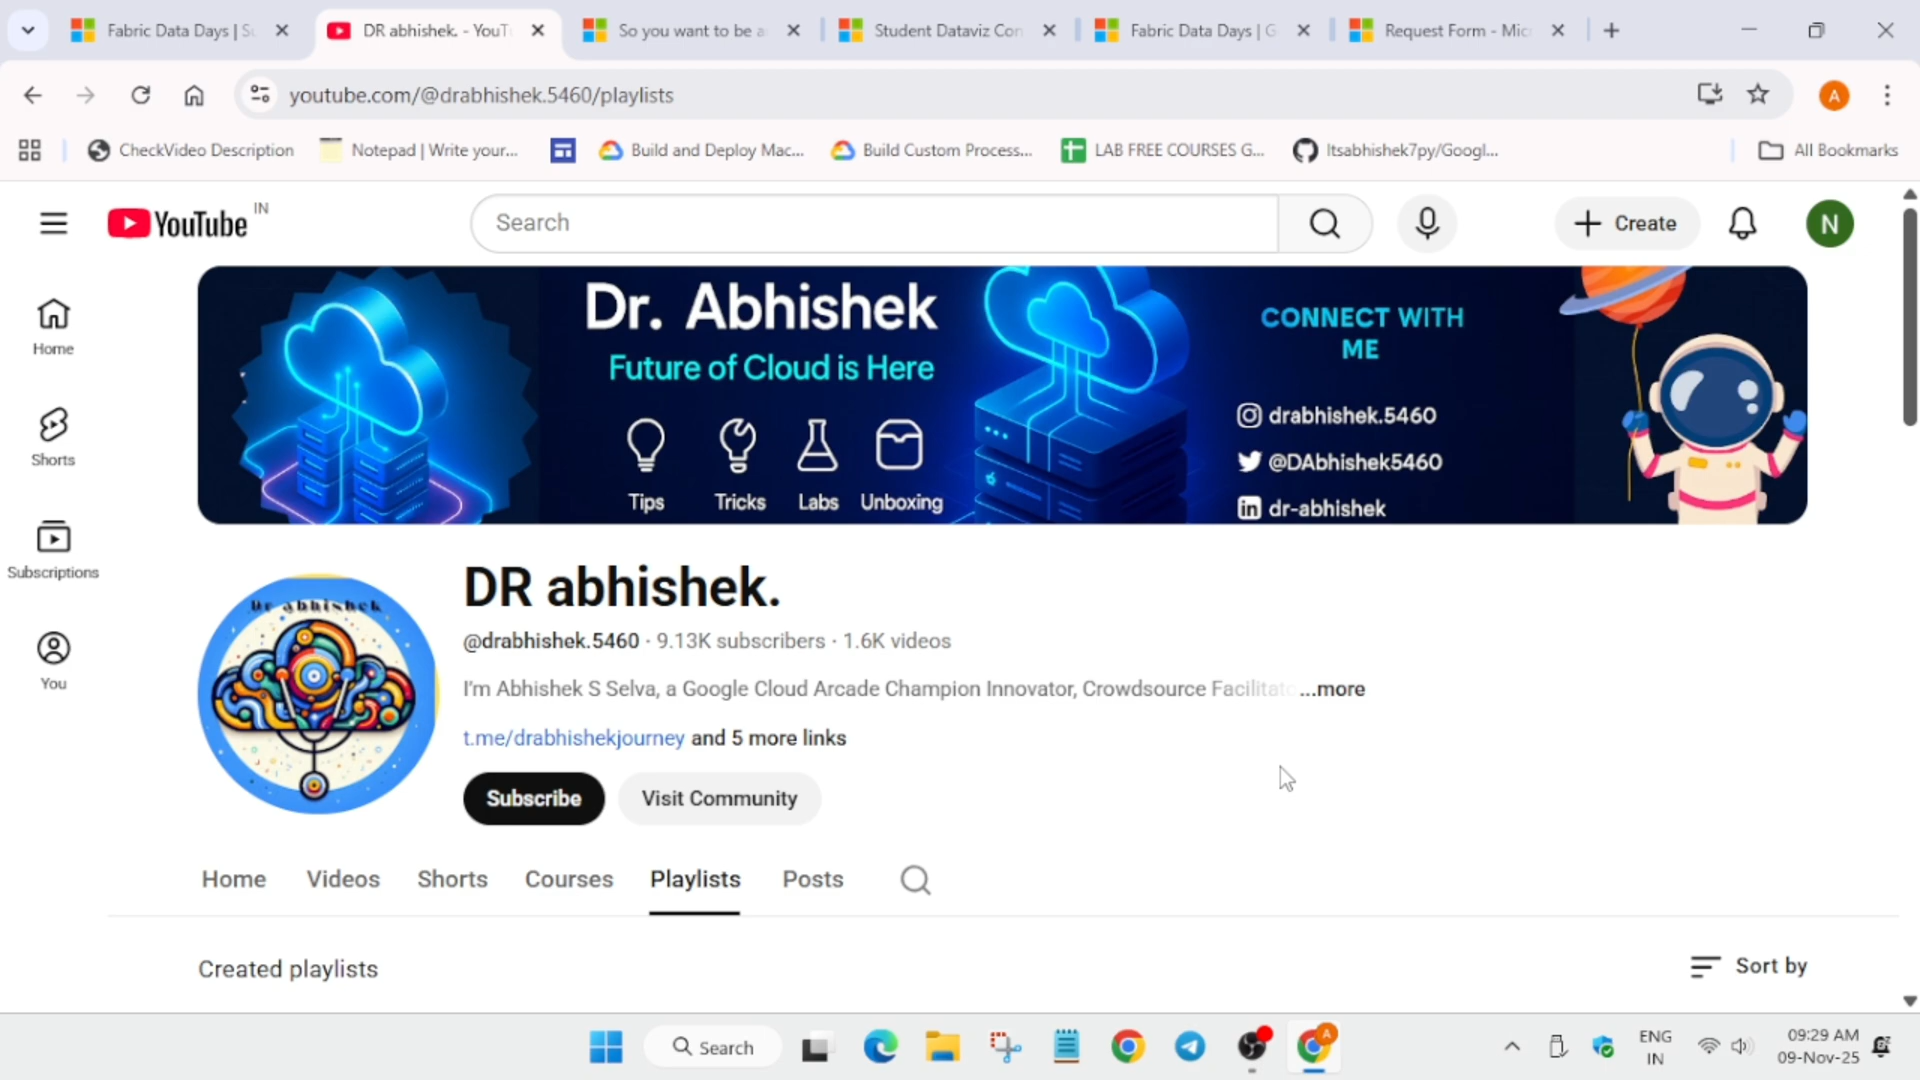 Fabric Data Days | Su
DR abhishek. - YouTu
So you want to be a
Student Dataviz Con
Fabric Data Days | G
Request Form - Micr
youtube.com/@drabhishek.5460/playlists
A
CheckVideo Description
Notepad | Write your...
Build and Deploy Mac...
Build Custom Process...
LAB FREE COURSES G...
Itsabhishek7py/Googl...
All Bookmarks
YouTube IN
Search
Create
N
Home
Shorts
Subscriptions
You
Dr. Abhishek
Future of Cloud is Here
Tips
Tricks
Labs
Unboxing
CONNECT WITH
ME
drabhishek.5460
@DAbhishek5460
dr-abhishek
Dr abhishek
DR abhishek.
@drabhishek.5460 · 9.13K subscribers · 1.6K videos
I'm Abhishek S Selva, a Google Cloud Arcade Champion Innovator, Crowdsource Facilitato ...more
t.me/drabhishekjourney and 5 more links
Subscribe
Visit Community
Home
Videos
Shorts
Courses
Playlists
Posts
Created playlists
Sort by
Search
A
ENG
IN
09:29 AM
09-Nov-25